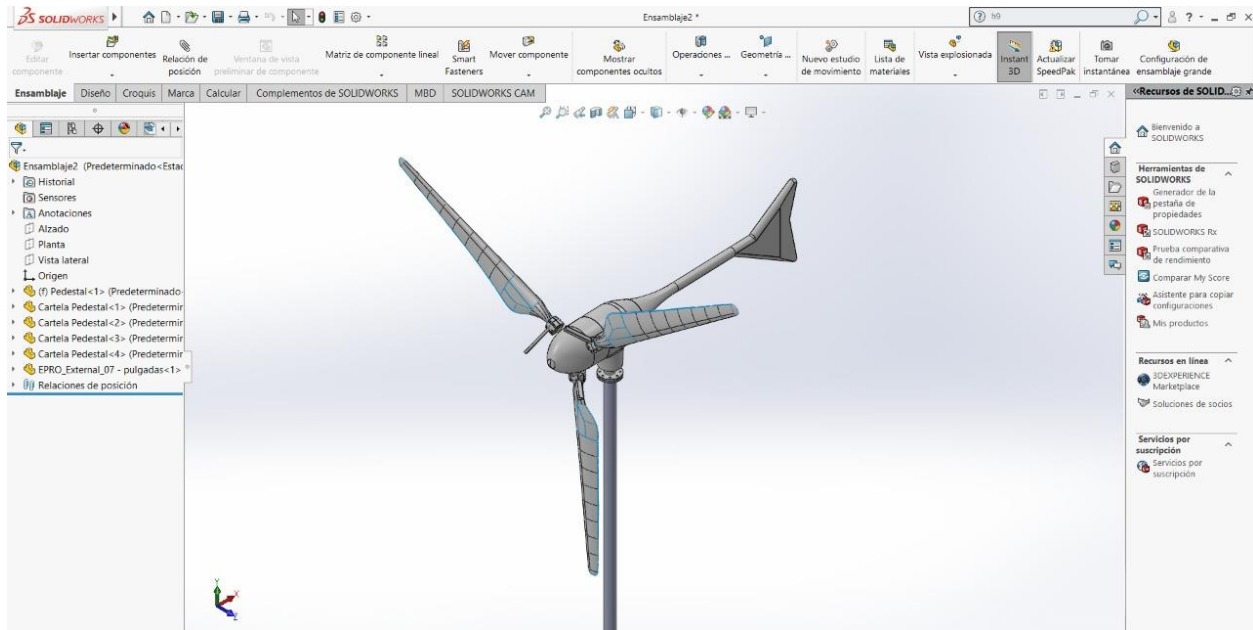 SOLIDWORKS
Ensamblaje2 *
h9
Editar componente
Insertar componentes
Relación de posición
Ventana de vista preliminar de componente
Matriz de componente lineal
Smart Fasteners
Mover componente
Mostrar componentes ocultos
Operaciones ...
Geometría ...
Nuevo estudio de movimiento
Lista de materiales
Vista explosionada
Instant 3D
Actualizar SpeedPak
Tomar instantánea
Configuración de ensamblaje grande
Ensamblaje Diseño Croquis Marca Calcular Complementos de SOLIDWORKS MBD SOLIDWORKS CAM
Ensamblaje2 (Predeterminado<Estad
Historial
Sensores
Anotaciones
Alzado
Planta
Vista lateral
Origen
(f) Pedestal<1> (Predeterminado
Cartela Pedestal<1> (Predetermir
Cartela Pedestal<2> (Predetermir
Cartela Pedestal<3> (Predetermir
Cartela Pedestal<4> (Predetermir
EPRO_External_07 - pulgadas<1>
Relaciones de posición
Y
X
Z
«Recursos de SOLID...
Bienvenido a
SOLIDWORKS
Herramientas de
SOLIDWORKS
Generador de la
pestaña de
propiedades
SOLIDWORKS Rx
Prueba comparativa
de rendimiento
Comparar My Score
Asistente para copiar
configuraciones
Mis productos
Recursos en línea
3DEXPERIENCE
Marketplace
Soluciones de socios
Servicios por
suscripción
Servicios por
suscripción